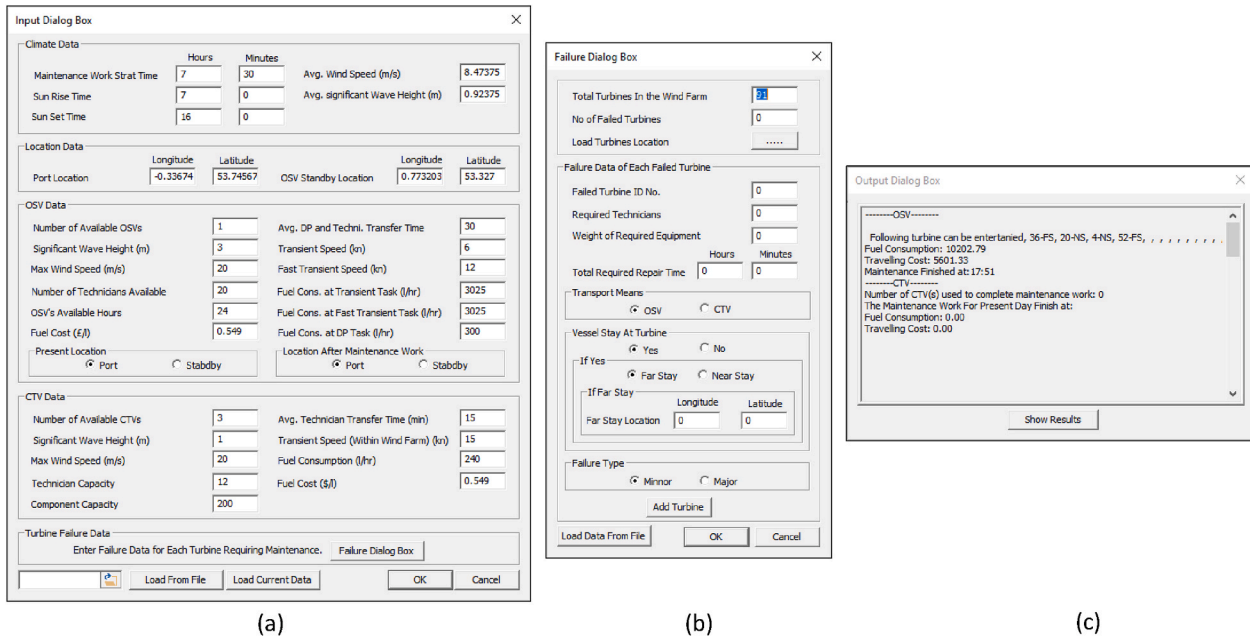 Input Dialog Box
Climate Data
Hours Minutes
Maintenance Work Strat Time 7 30 Avg. Wind Speed (m/s) 8.47375
Sun Rise Time 7 0 Avg. significant Wave Height (m) 0.92375
Sun Set Time 16 0
Location Data
Longitude Latitude Longitude Latitude
Port Location -0.33674 53.74567 OSV Standby Location 0.773203 53.327
OSV Data
Number of Available OSVs 1 Avg. DP and Techni. Transfer Time 30
Significant Wave Height (m) 3 Transient Speed (kn) 6
Max Wind Speed (m/s) 20 Fast Transient Speed (kn) 12
Number of Technicians Available 20 Fuel Cons. at Transient Task (l/hr) 3025
OSV's Available Hours 24 Fuel Cons. at Fast Transient Task (l/hr) 3025
Fuel Cost (£/l) 0.549 Fuel Cons. at DP Task (l/hr) 300
Present Location Location After Maintenance Work
Port Stabdby Port Stabdby
CTV Data
Number of Available CTVs 3 Avg. Technician Transfer Time (min) 15
Significant Wave Height (m) 1 Transient Speed (Within Wind Farm) (kn) 15
Max Wind Speed (m/s) 20 Fuel Consumption (l/hr) 240
Technician Capacity 12 Fuel Cost ($/l) 0.549
Component Capacity 200
Turbine Failure Data
Enter Failure Data for Each Turbine Requiring Maintenance. Failure Dialog Box
Load From File Load Current Data OK Cancel
(a)
Failure Dialog Box
Total Turbines In the Wind Farm 91
No of Failed Turbines 0
Load Turbines Location .....
Failure Data of Each Failed Turbine
Failed Turbine ID No. 0
Required Technicians 0
Weight of Required Equipment 0
Hours Minutes
Total Required Repair Time 0 0
Transport Means
OSV CTV
Vessel Stay At Turbine
Yes No
If Yes
Far Stay Near Stay
If Far Stay
Longitude Latitude
Far Stay Location 0 0
Failure Type
Minnor Major
Add Turbine
Load Data From File OK Cancel
(b)
Output Dialog Box
--------OSV--------
Following turbine can be entertanied, 36-FS, 20-NS, 4-NS, 52-FS, , , , , , , , , ,
Fuel Consumption: 10202.79
Travelling Cost: 5601.33
Maintenance Finished at: 17:51
--------CTV--------
Number of CTV(s) used to complete maintenance work: 0
The Maintenance Work For Present Day Finish at:
Fuel Consumption: 0.00
Travelling Cost: 0.00
Show Results
(c)